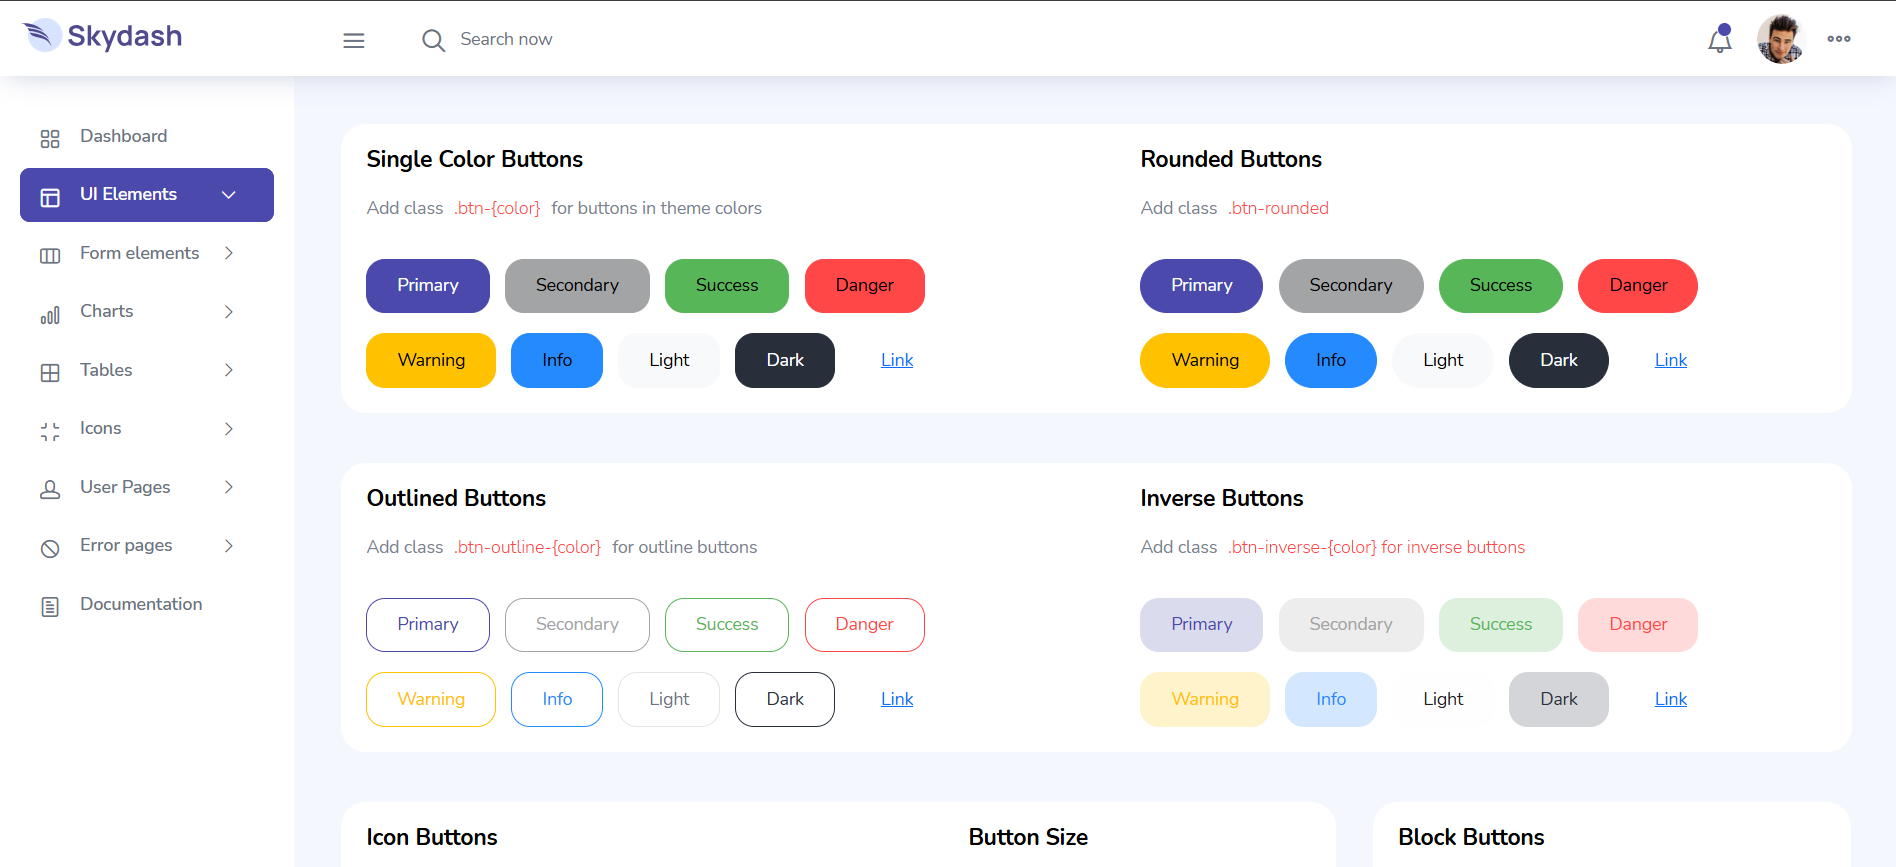 Skydash
Search now
Dashboard
UI Elements
Form elements
Charts
Tables
Icons
User Pages
Error pages
Documentation
Single Color Buttons
Add class .btn-{color} for buttons in theme colors
Primary Secondary Success Danger
Warning Info Light Dark Link
Rounded Buttons
Add class .btn-rounded
Primary Secondary Success Danger
Warning Info Light Dark Link
Outlined Buttons
Add class .btn-outline-{color} for outline buttons
Primary Secondary Success Danger
Warning Info Light Dark Link
Inverse Buttons
Add class .btn-inverse-{color} for inverse buttons
Primary Secondary Success Danger
Warning Info Light Dark Link
Icon Buttons
Button Size
Block Buttons